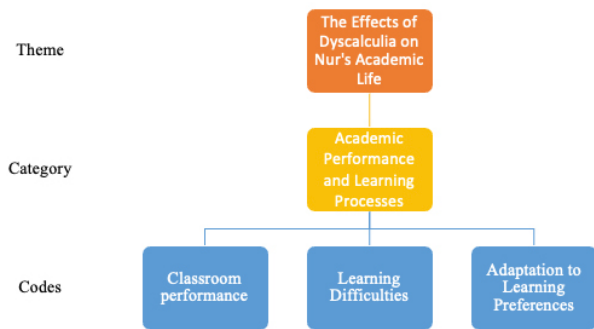 Theme
The Effects of
Dyscalculia on
Nur's Academic
Life
Category
Academic
Performance
and Learning
Processes
Codes
Classroom
performance
Learning
Difficulties
Adaptation to
Learning
Preferences